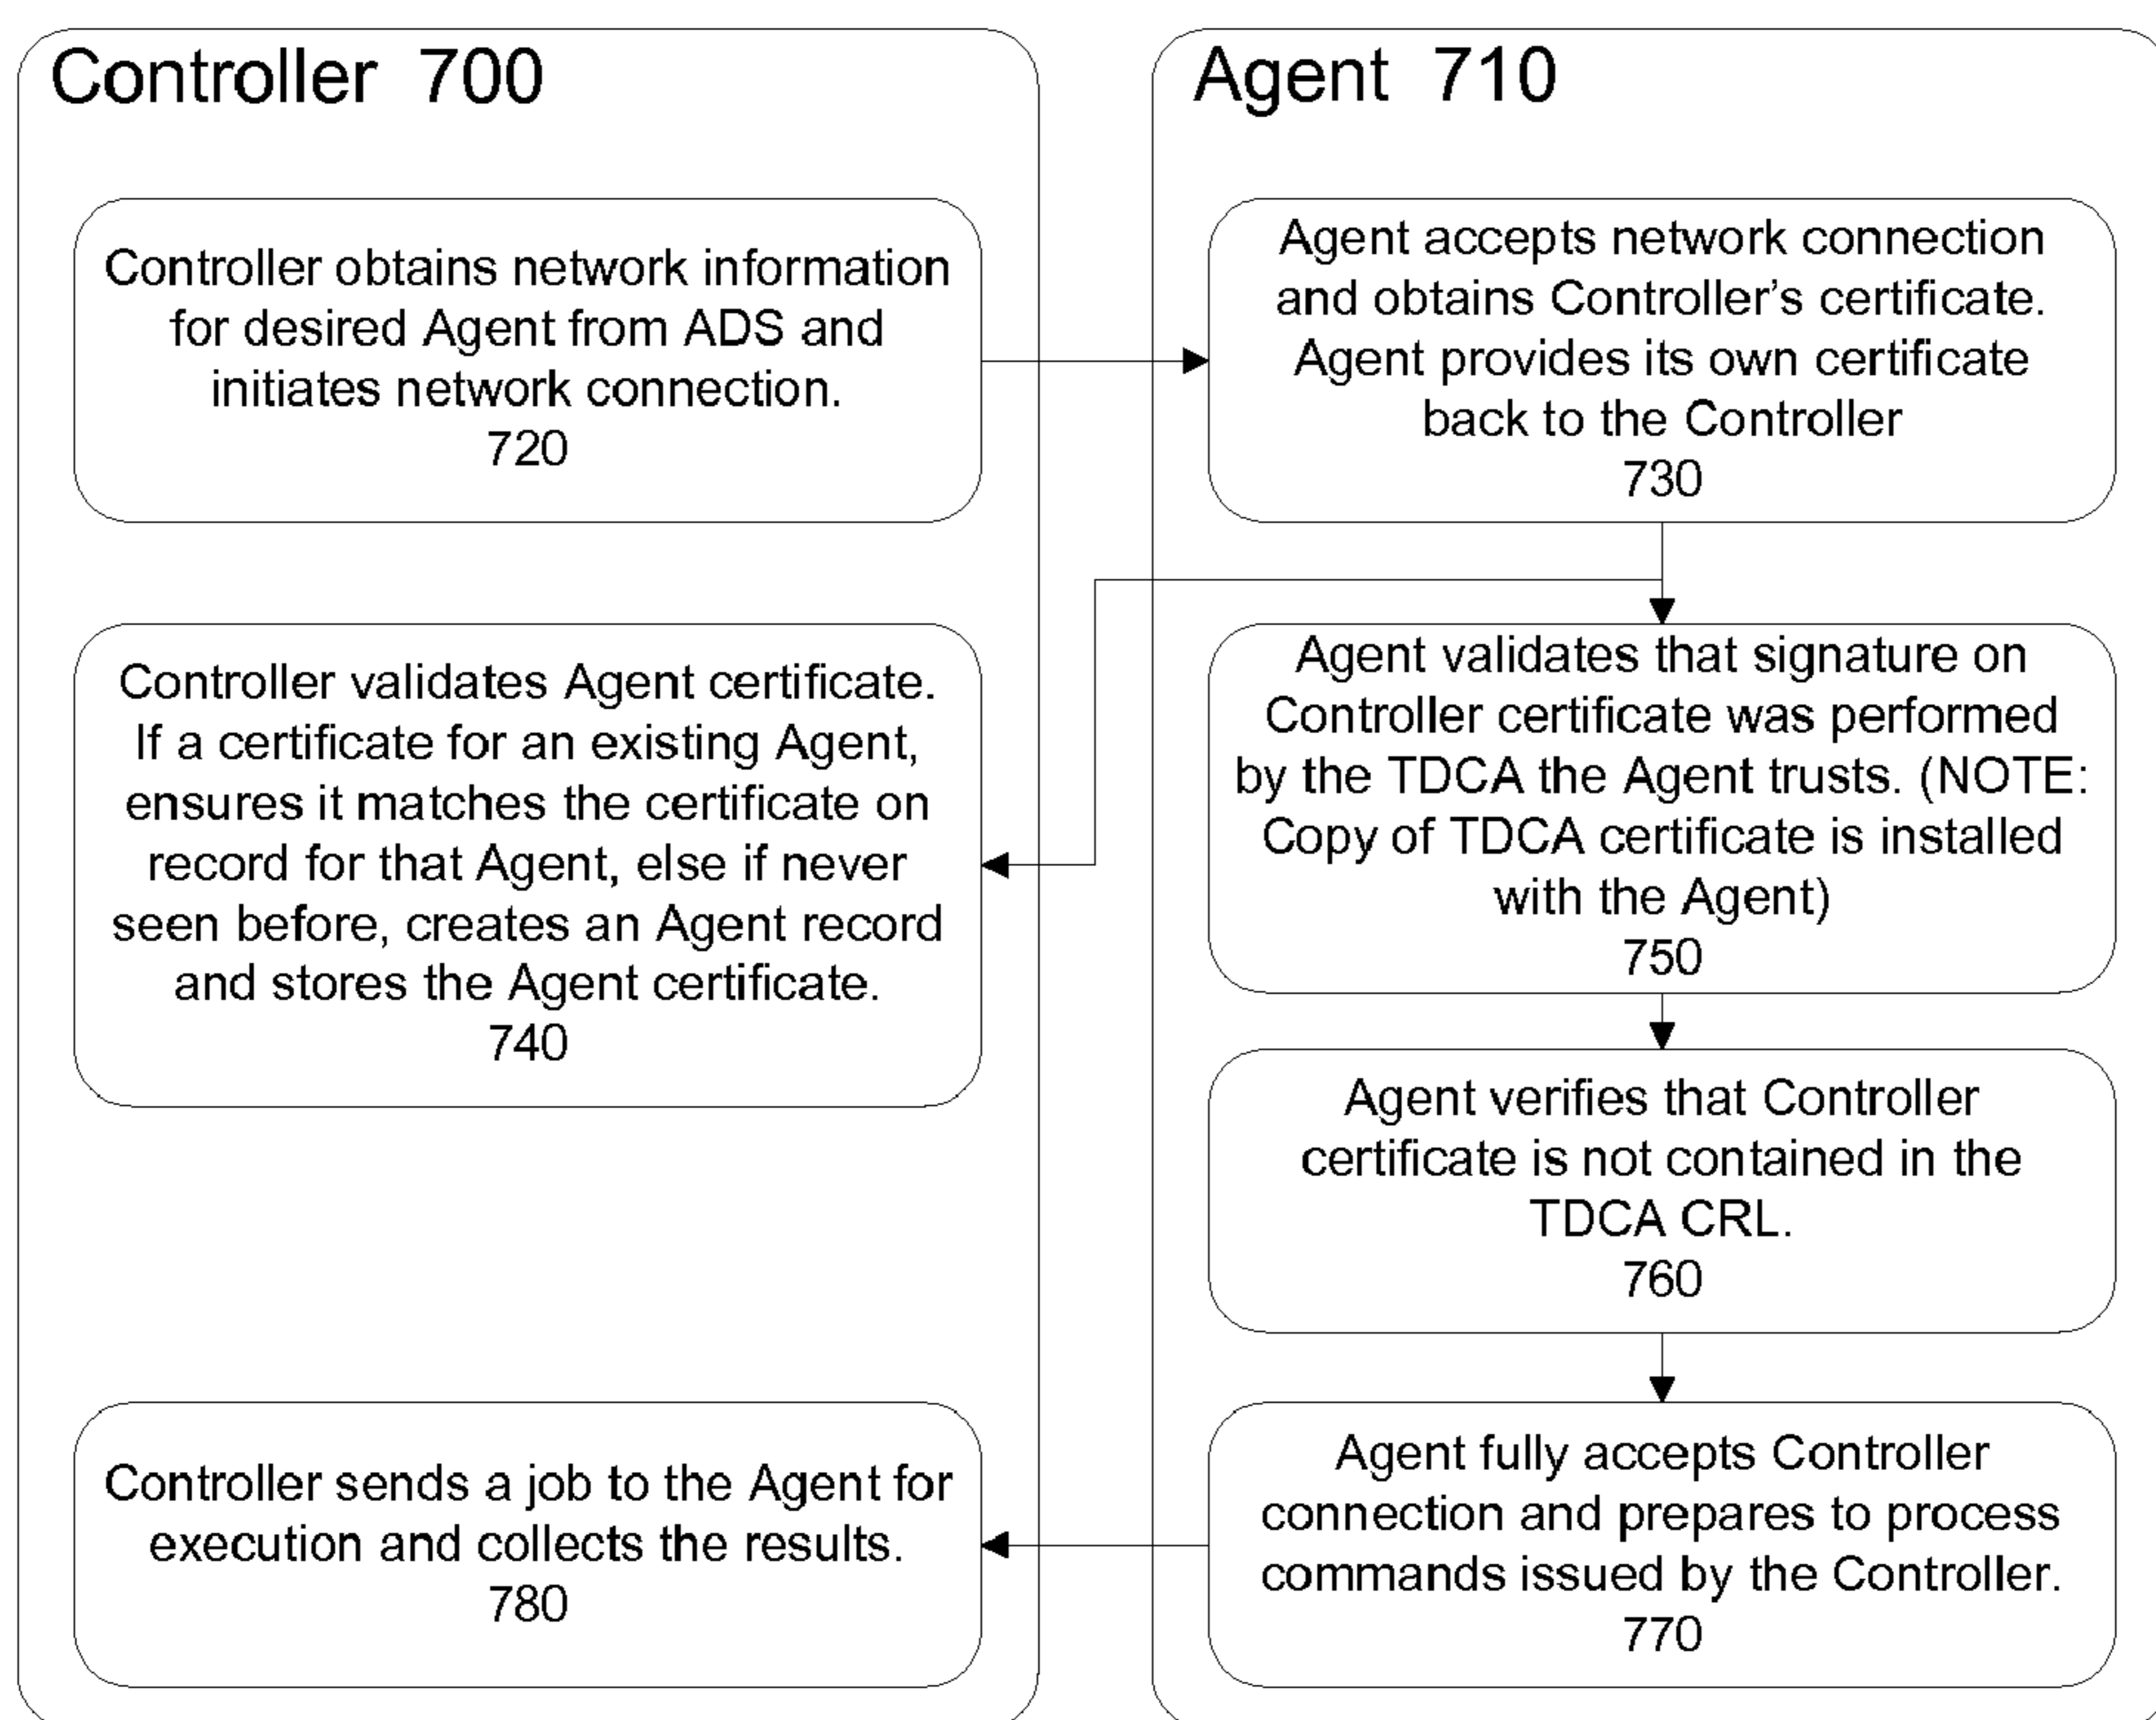 Controller 700
Controller obtains network information
for desired Agent from ADS and
initiates network connection.
720
Controller validates Agent certificate.
If a certificate for an existing Agent,
ensures it matches the certificate on
record for that Agent, else if never
seen before, creates an Agent record
and stores the Agent certificate.
740
Controller sends a job to the Agent for
execution and collects the results.
780
Agent 710
Agent accepts network connection
and obtains Controller’s certificate.
Agent provides its own certificate
back to the Controller
730
Agent validates that signature on
Controller certificate was performed
by the TDCA the Agent trusts. (NOTE:
Copy of TDCA certificate is installed
with the Agent)
750
Agent verifies that Controller
certificate is not contained in the
TDCA CRL.
760
Agent fully accepts Controller
connection and prepares to process
commands issued by the Controller.
770